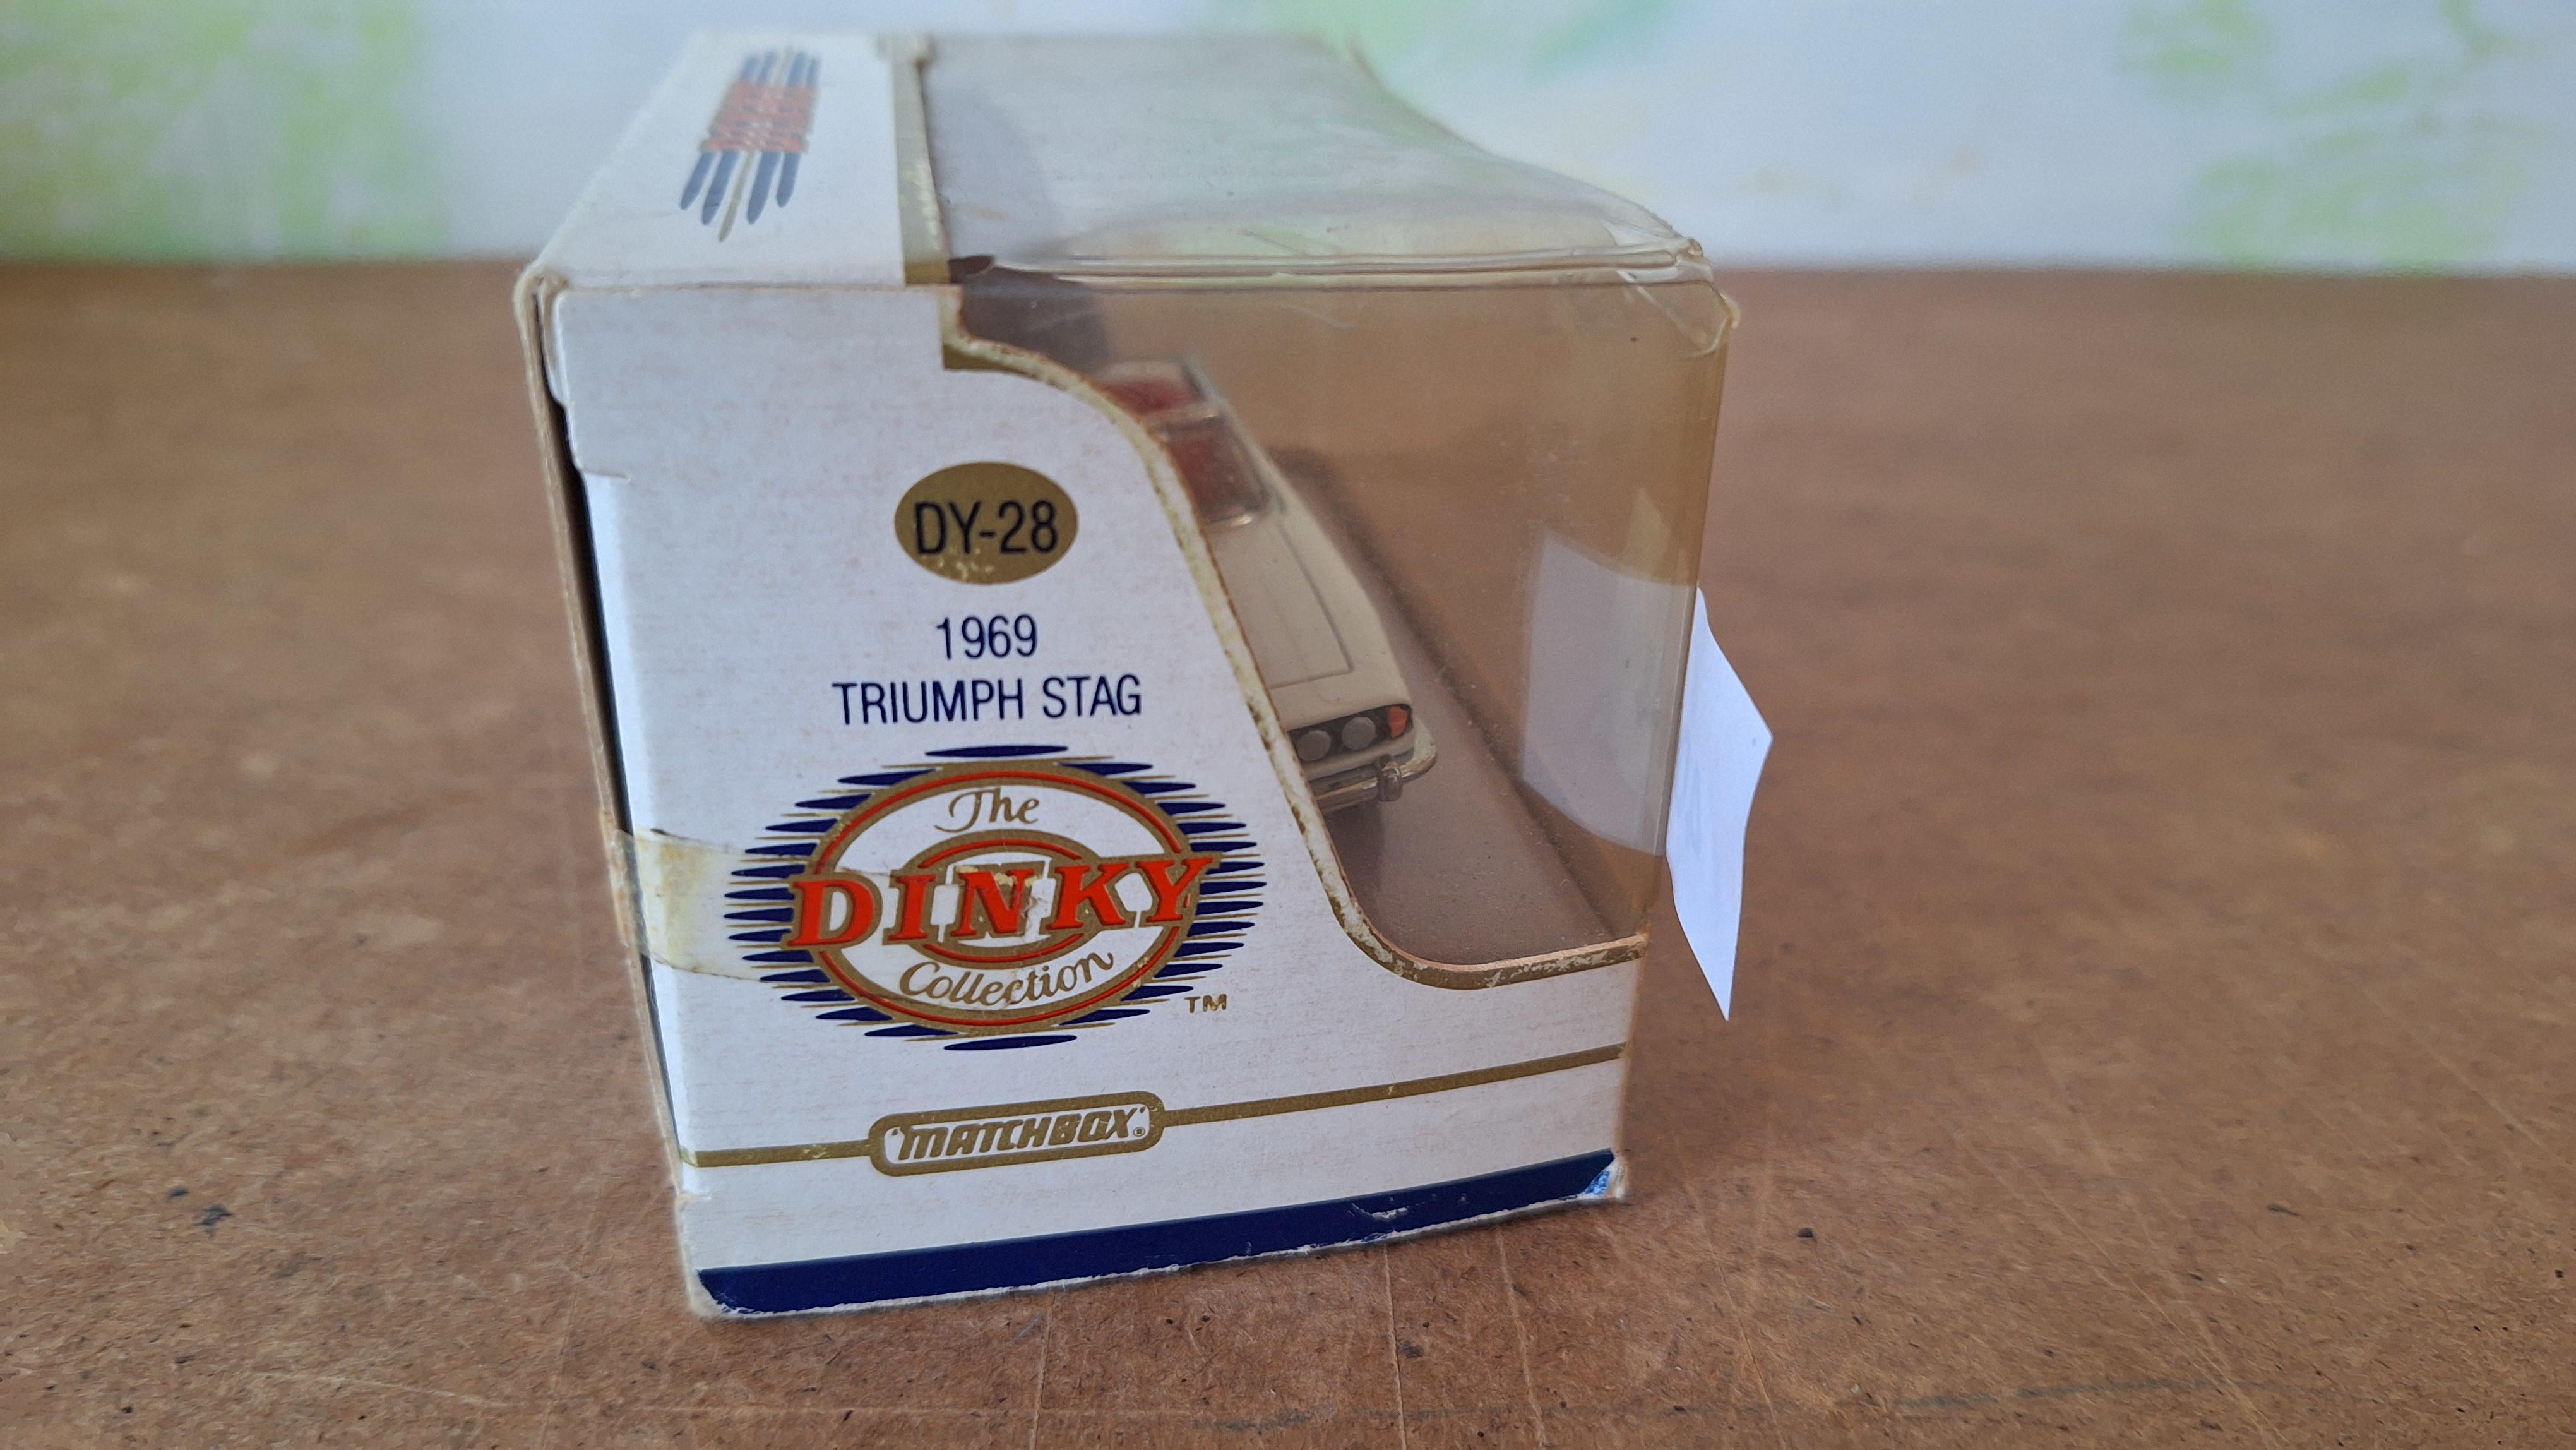 DY-28
1969
TRIUMPH STAG
The
DINKY
Collection
TM
"MATCHBOX"®